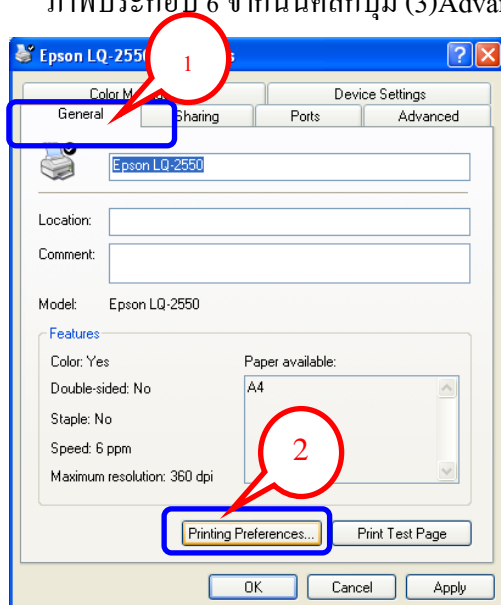 ภาพประกอบ 6 จากนั้นคลิกปุ่ม (3)Advan
Epson LQ-255
1
s
Color M
Device Settings
General
Sharing
Ports
Advanced
Epson LQ-2550
Location:
Comment:
Model: Epson LQ-2550
Features
Color: Yes
Paper available:
Double-sided: No
A4
Staple: No
Speed: 6 ppm
2
Maximum resolution: 360 dpi
Printing Preferences...
Print Test Page
OK
Cancel
Apply